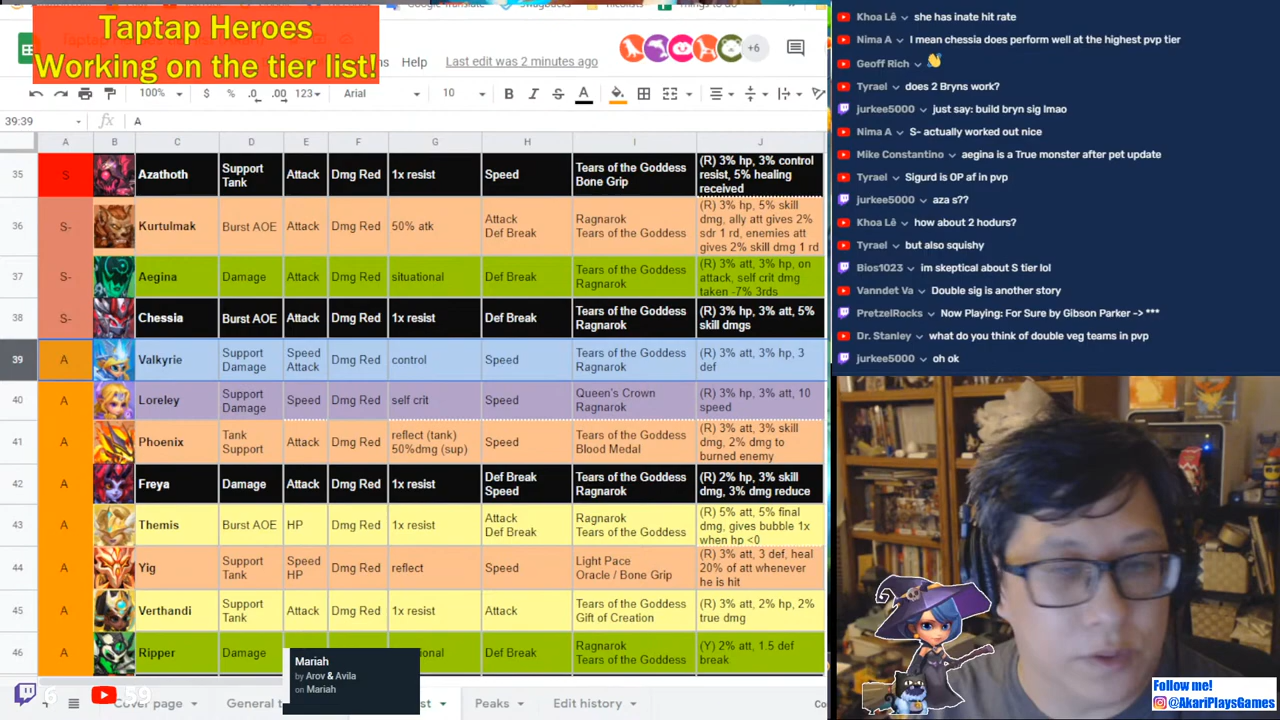 Google Translate
Swagbucks
Things to do
Taptap Heroes
Working on the tier list!
Help
Last edit was 2 minutes ago
+6
100%
$
%
.0
.00
123
Arial
10
B
I
S
A
39:39
fx
A
A
B
C
D
E
F
G
H
I
J
35
S
Azathoth
Support
Tank
Attack
Dmg Red
1x resist
Speed
Tears of the Goddess
Bone Grip
(R) 3% hp, 3% control
resist, 5% healing
received
36
S-
Kurtulmak
Burst AOE
Attack
Dmg Red
50% atk
Attack
Def Break
Ragnarok
Tears of the Goddess
(R) 3% hp, 5% skill
dmg, ally att gives 2%
sdr 1 rd, enemies att
gives 2% skill dmg 1 rd
37
S-
Aegina
Damage
Attack
Dmg Red
situational
Def Break
Tears of the Goddess
Ragnarok
(R) 3% att, 3% hp, on
attack, self crit dmg
taken -7% 3rds
38
S-
Chessia
Burst AOE
Attack
Dmg Red
1x resist
Def Break
Tears of the Goddess
Ragnarok
(R) 3% hp, 3% att, 5%
skill dmgs
39
A
Valkyrie
Support
Damage
Speed
Attack
Dmg Red
control
Speed
Tears of the Goddess
Ragnarok
(R) 3% att, 3% hp, 3
def
40
A
Loreley
Support
Damage
Speed
Dmg Red
self crit
Speed
Queen's Crown
Ragnarok
(R) 3% hp, 3% att, 10
speed
41
A
Phoenix
Tank
Support
Attack
Dmg Red
reflect (tank)
50%dmg (sup)
Speed
Tears of the Goddess
Blood Medal
(R) 3% att, 3% skill
dmg, 2% dmg to
burned enemy
42
A
Freya
Damage
Attack
Dmg Red
1x resist
Def Break
Speed
Tears of the Goddess
Ragnarok
(R) 2% hp, 3% skill
dmg, 3% dmg reduce
43
A
Themis
Burst AOE
HP
Dmg Red
1x resist
Attack
Def Break
Ragnarok
Tears of the Goddess
(R) 5% att, 5% final
dmg, gives bubble 1x
when hp <0
44
A
Yig
Support
Tank
Speed
HP
Dmg Red
reflect
Speed
Light Pace
Oracle / Bone Grip
(R) 3% att, 3 def, heal
20% of att whenever
he is hit
45
A
Verthandi
Support
Tank
Attack
Dmg Red
1x resist
Attack
Tears of the Goddess
Gift of Creation
(R) 3% att, 2% hp, 2%
true dmg
46
A
Ripper
Damage
Def Break
Ragnarok
Tears of the Goddess
(Y) 2% att, 1.5 def
break
Mariah
by Arov & Avila
on Mariah
6
59
Cover page
General
Peaks
Edit history
Khoa Lê she has inate hit rate
Nima A I mean chessia does perform well at the highest pvp tier
Geoff Rich
Tyrael does 2 Bryns work?
jurkee5000 just say: build bryn sig lmao
Nima A S- actually worked out nice
Mike Constantino aegina is a True monster after pet update
Tyrael Sigurd is OP af in pvp
jurkee5000 aza s??
Khoa Lê how about 2 hodurs?
Tyrael but also squishy
Bios1023 im skeptical about S tier lol
Vanndet Va Double sig is another story
PretzelRocks Now Playing: For Sure by Gibson Parker -> ***
Dr. Stanley what do you think of double veg teams in pvp
jurkee5000 oh ok
Follow me!
@AkariPlaysGames